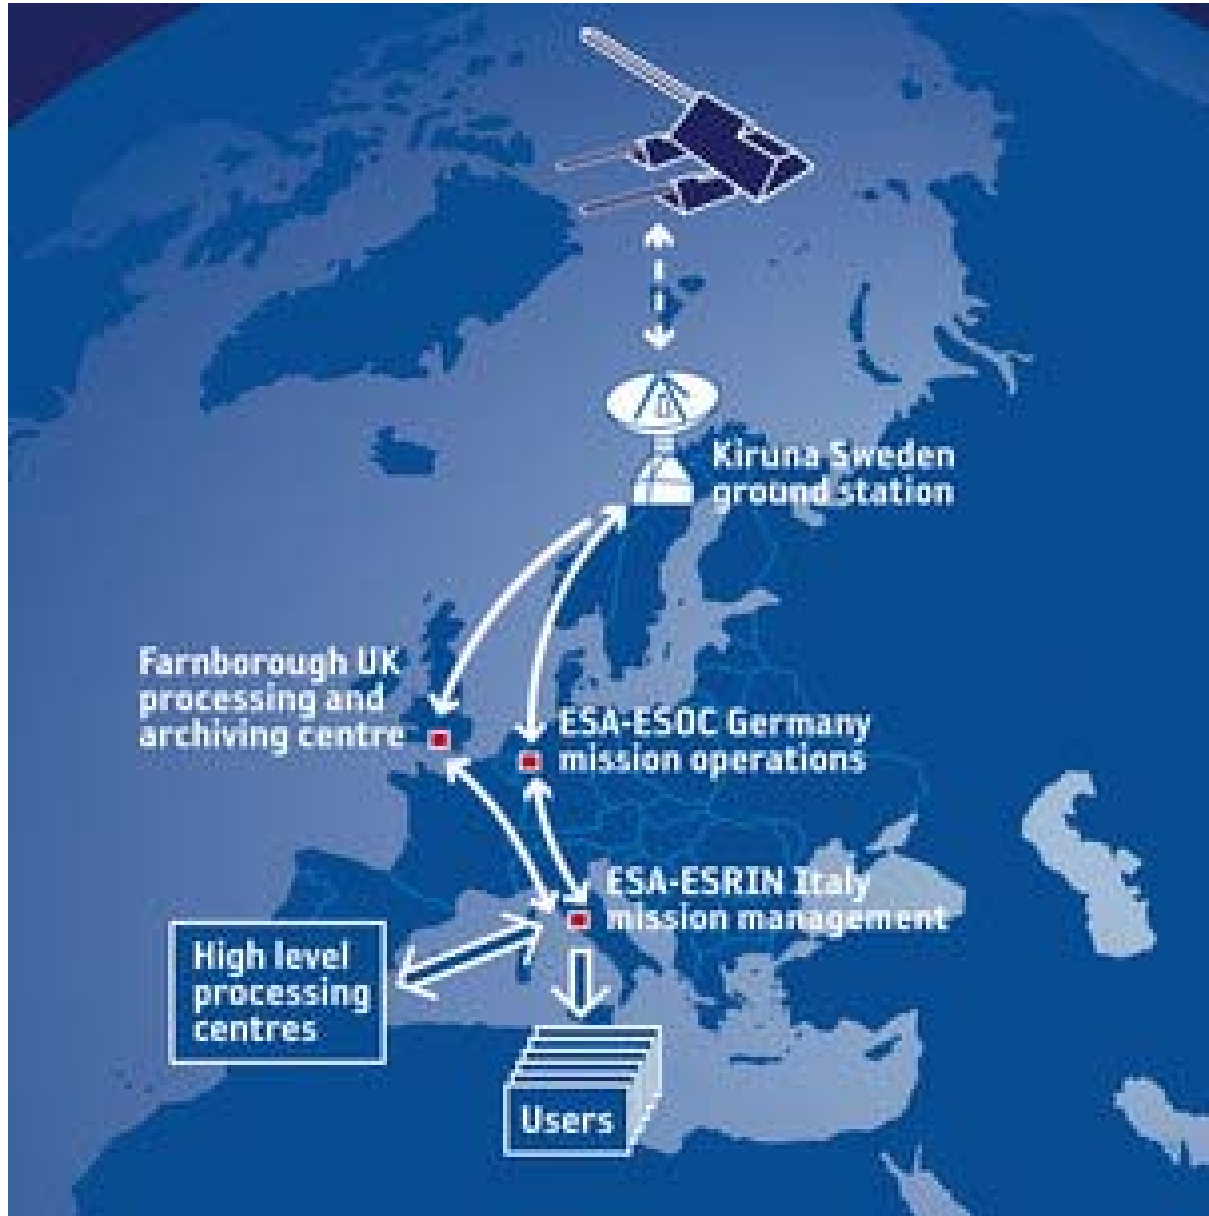 Kiruna Sweden
ground station
Farnborough UK
processing and
archiving centre
ESA-ESOC Germany
mission operations
ESA-ESRIN Italy
mission management
High level
processing
centres
Users